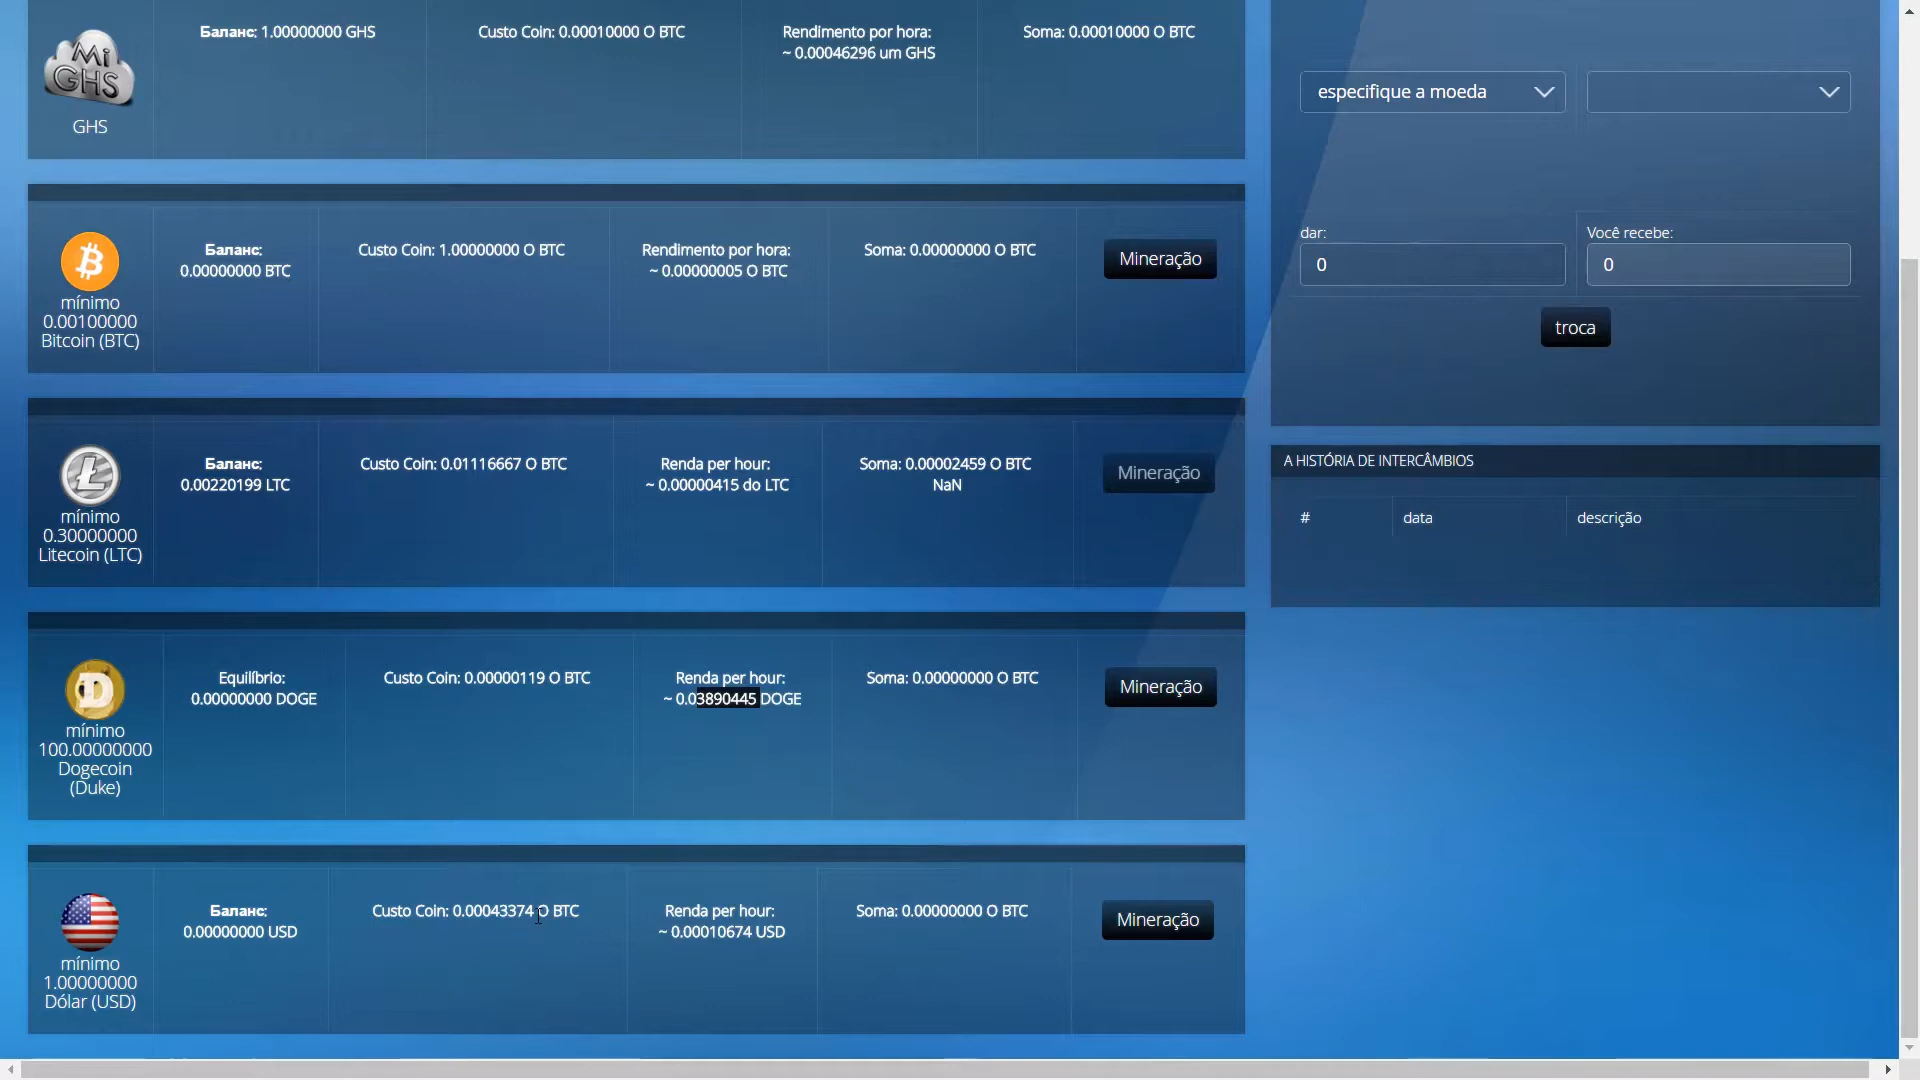 Mi
GHS
GHS
Баланс: 1.00000000 GHS
Custo Coin: 0.00010000 O BTC
Rendimento por hora:
~ 0.00046296 um GHS
Soma: 0.00010000 O BTC
mínimo
0.00100000
Bitcoin (BTC)
Баланс:
0.00000000 BTC
Custo Coin: 1.00000000 O BTC
Rendimento por hora:
~ 0.00000005 O BTC
Soma: 0.00000000 O BTC
Mineração
mínimo
0.30000000
Litecoin (LTC)
Баланс:
0.00220199 LTC
Custo Coin: 0.01116667 O BTC
Renda per hour:
~ 0.00000415 do LTC
Soma: 0.00002459 O BTC
NaN
Mineração
mínimo
100.00000000
Dogecoin
(Duke)
Equilíbrio:
0.00000000 DOGE
Custo Coin: 0.00000119 O BTC
Renda per hour:
~ 0.03890445 DOGE
Soma: 0.00000000 O BTC
Mineração
mínimo
1.00000000
Dólar (USD)
Баланс:
0.00000000 USD
Custo Coin: 0.00043374 O BTC
Renda per hour:
~ 0.00010674 USD
Soma: 0.00000000 O BTC
Mineração
especifique a moeda
dar:
0
Você recebe:
0
troca
A HISTÓRIA DE INTERCÂMBIOS
# data descrição